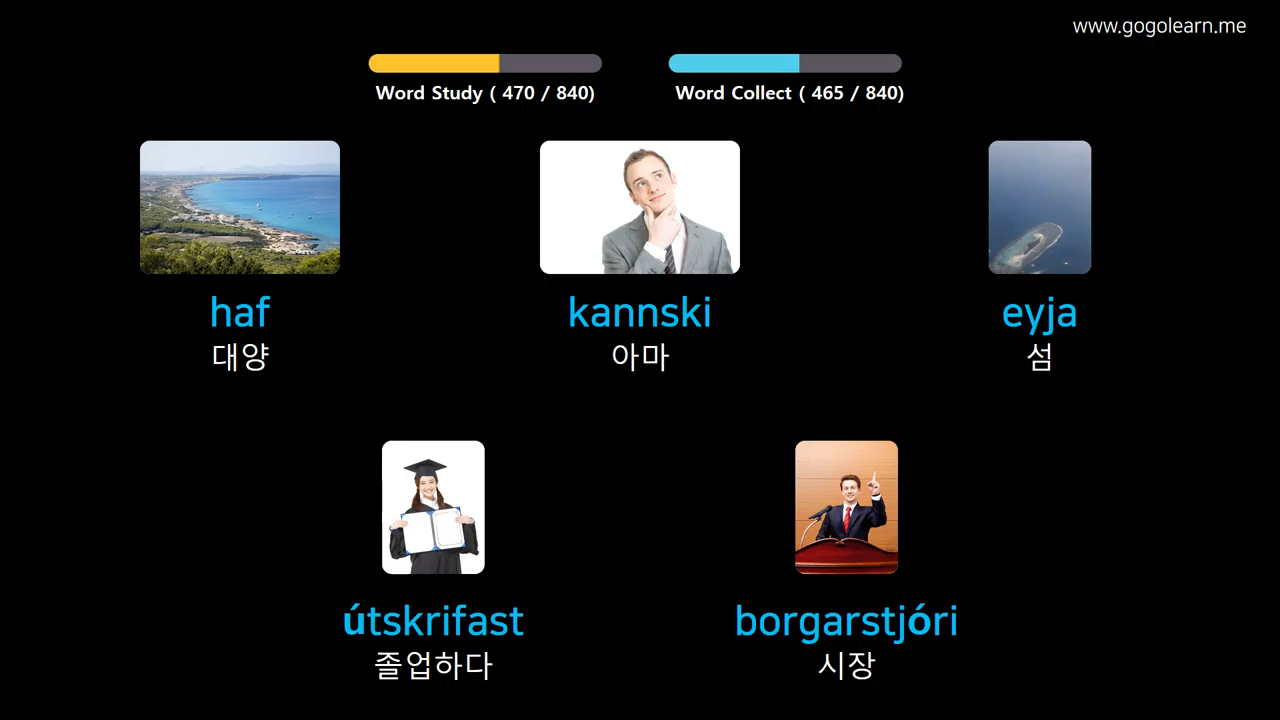 www.gogolearn.me
Word Study ( 470 / 840)
Word Collect ( 465 / 840)
haf
대양
kannski
아마
eyja
섬
útskrifast
졸업하다
borgarstjóri
시장